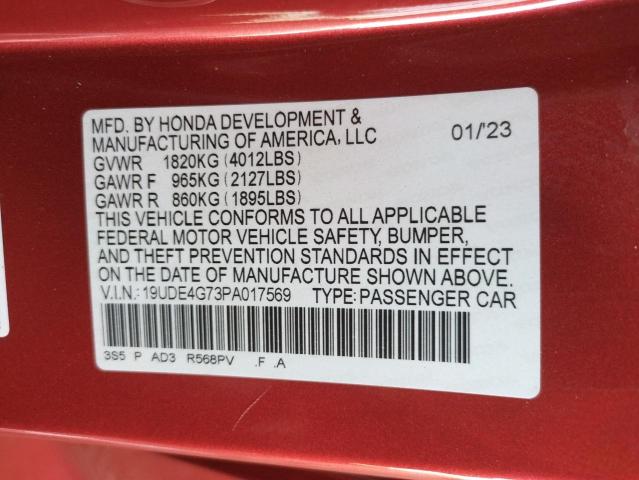 MFD. BY HONDA DEVELOPMENT &
MANUFACTURING OF AMERICA, LLC 01/'23
GVWR 1820KG (4012LBS)
GAWR F 965KG (2127LBS)
GAWR R 860KG (1895LBS)
THIS VEHICLE CONFORMS TO ALL APPLICABLE
FEDERAL MOTOR VEHICLE SAFETY, BUMPER,
AND THEFT PREVENTION STANDARDS IN EFFECT
ON THE DATE OF MANUFACTURE SHOWN ABOVE.
V.I.N.: 19UDE4G73PA017569 TYPE: PASSENGER CAR
3S5 P AD3 R568PV .F .A